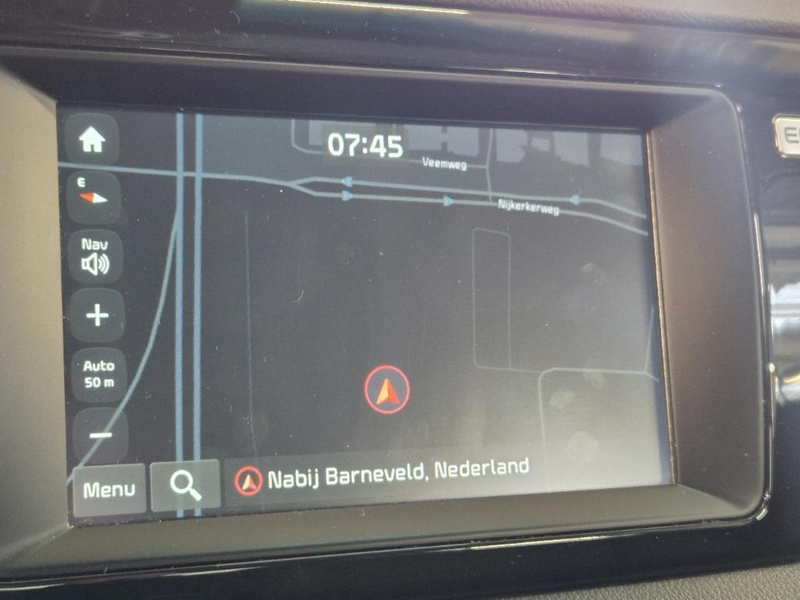 07:45
Veemweg
E
Nijkerkerweg
Nav
+
Auto
50 m
−
Menu
Nabij Barneveld, Nederland